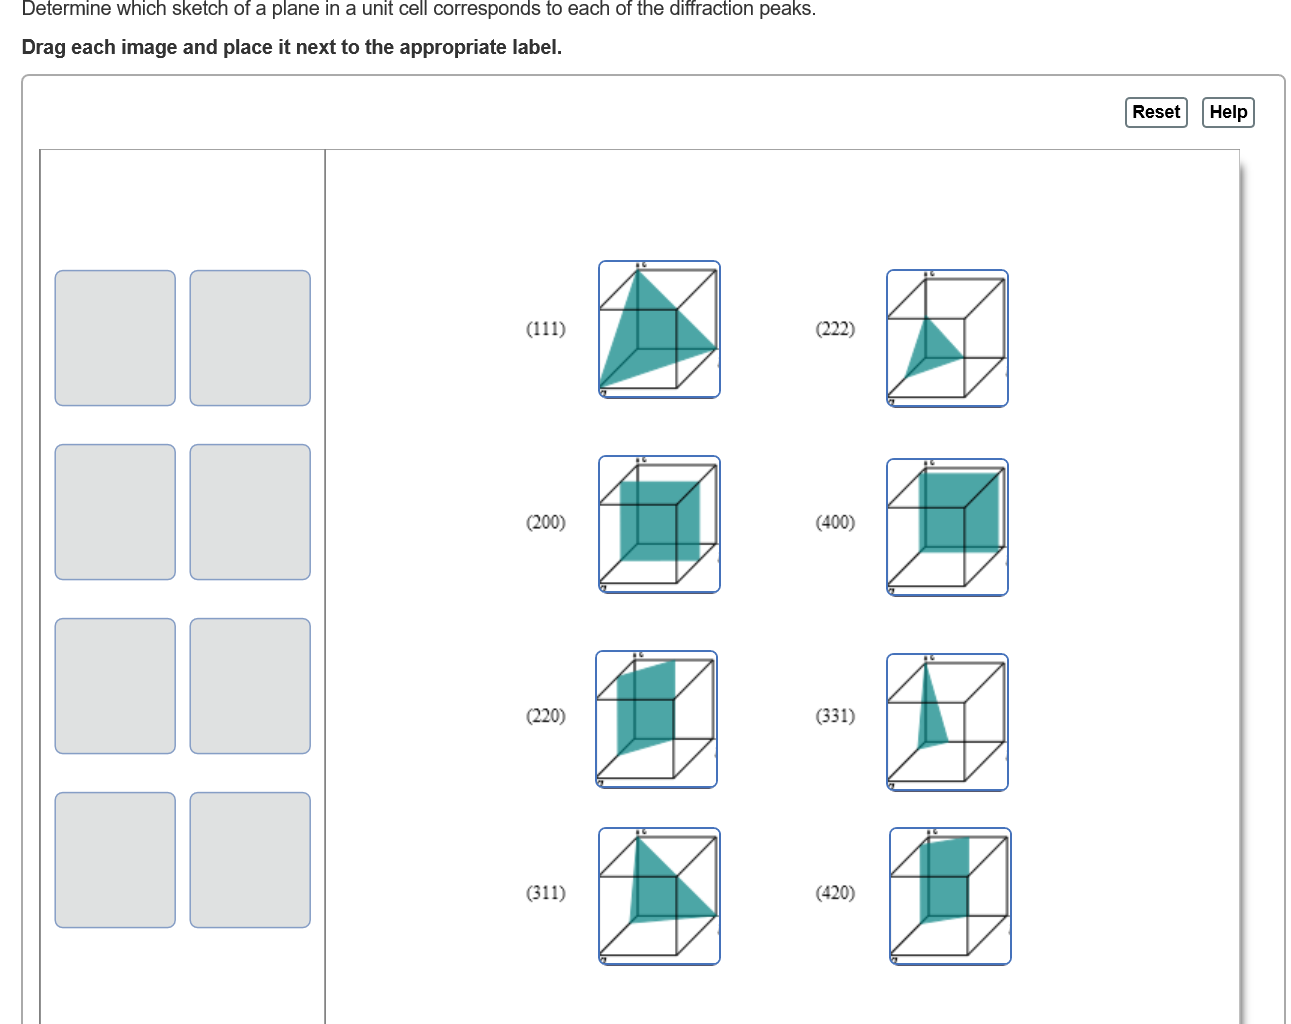 Determine which sketch of a plane in a unit cell corresponds to each of the diffraction peaks.
Drag each image and place it next to the appropriate label.
Reset Help
(111) (222)
(200) (400)
(220) (331)
(311) (420)